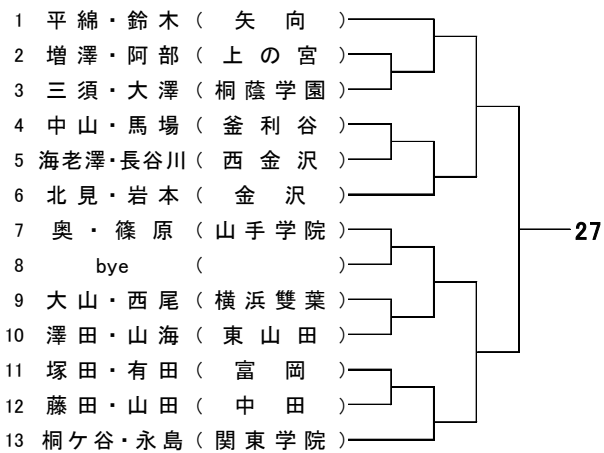 1 平綿・鈴木 ( 矢向 )
2 増澤・阿部 ( 上の宮 )
3 三須・大澤 ( 桐蔭学園 )
4 中山・馬場 ( 釜利谷 )
5 海老澤・長谷川 ( 西金沢 )
6 北見・岩本 ( 金沢 )
7 奥・篠原 ( 山手学院 )
8 bye ( )
9 大山・西尾 ( 横浜雙葉 )
10 澤田・山海 ( 東山田 )
11 塚田・有田 ( 富岡 )
12 藤田・山田 ( 中田 )
13 桐ケ谷・永島 ( 関東学院 )
27